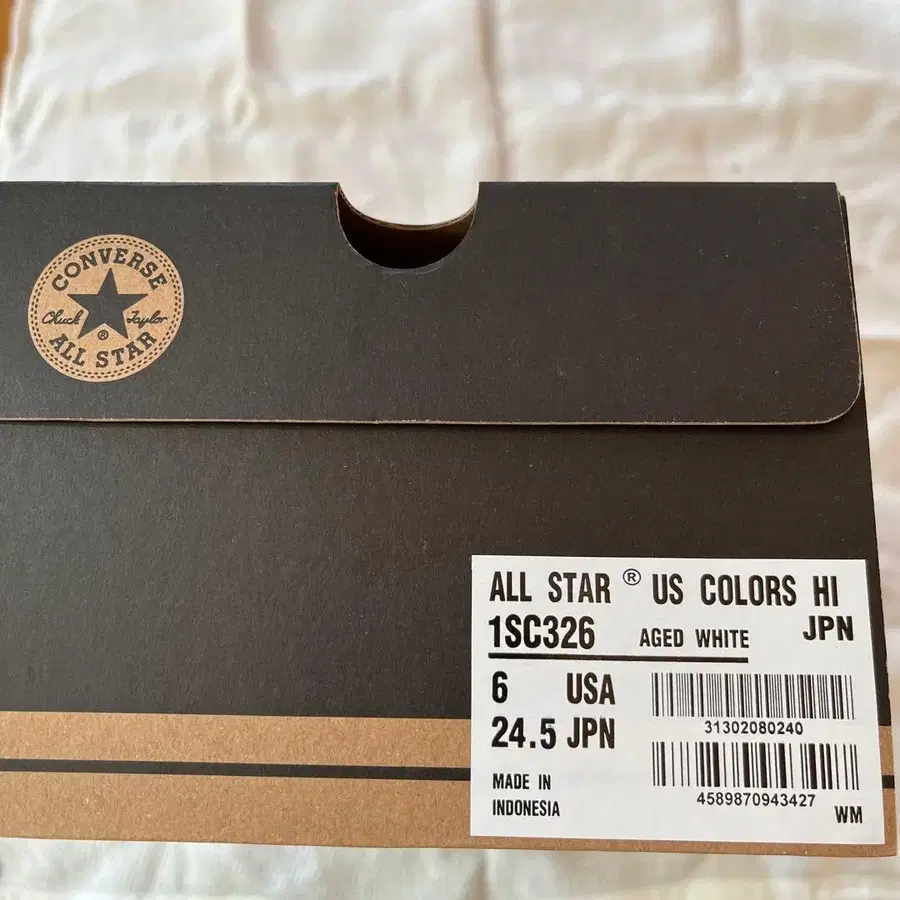 CONVERSE
Chuck Taylor
®
ALL STAR
ALL STAR ® US COLORS HI
1SC326 AGED WHITE JPN
6 USA
31302080240
24.5 JPN
4589870943427
MADE IN
INDONESIA
WM